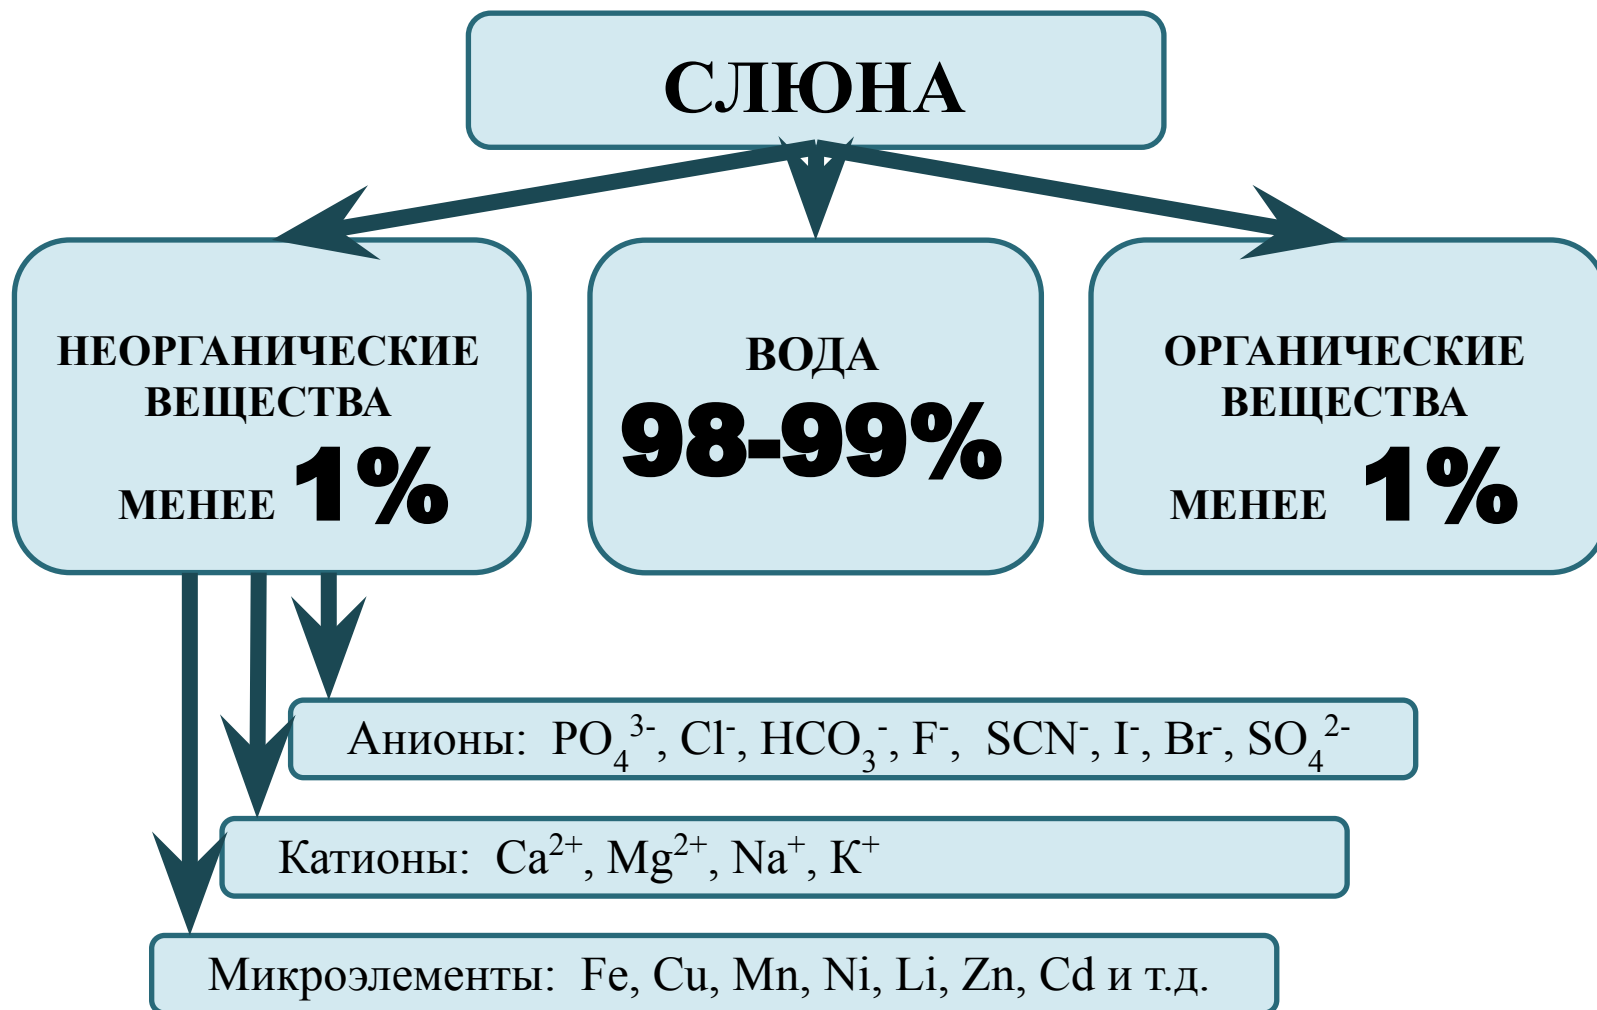 СЛЮНА
НЕОРГАНИЧЕСКИЕ
ВЕЩЕСТВА
МЕНЕЕ 1%
ВОДА
98-99%
ОРГАНИЧЕСКИЕ
ВЕЩЕСТВА
МЕНЕЕ 1%
Анионы: PO₄³⁻, Cl⁻, HCO₃⁻, F⁻, SCN⁻, I⁻, Br⁻, SO₄²⁻
Катионы: Ca²⁺, Mg²⁺, Na⁺, К⁺
Микроэлементы: Fe, Cu, Mn, Ni, Li, Zn, Cd и т.д.